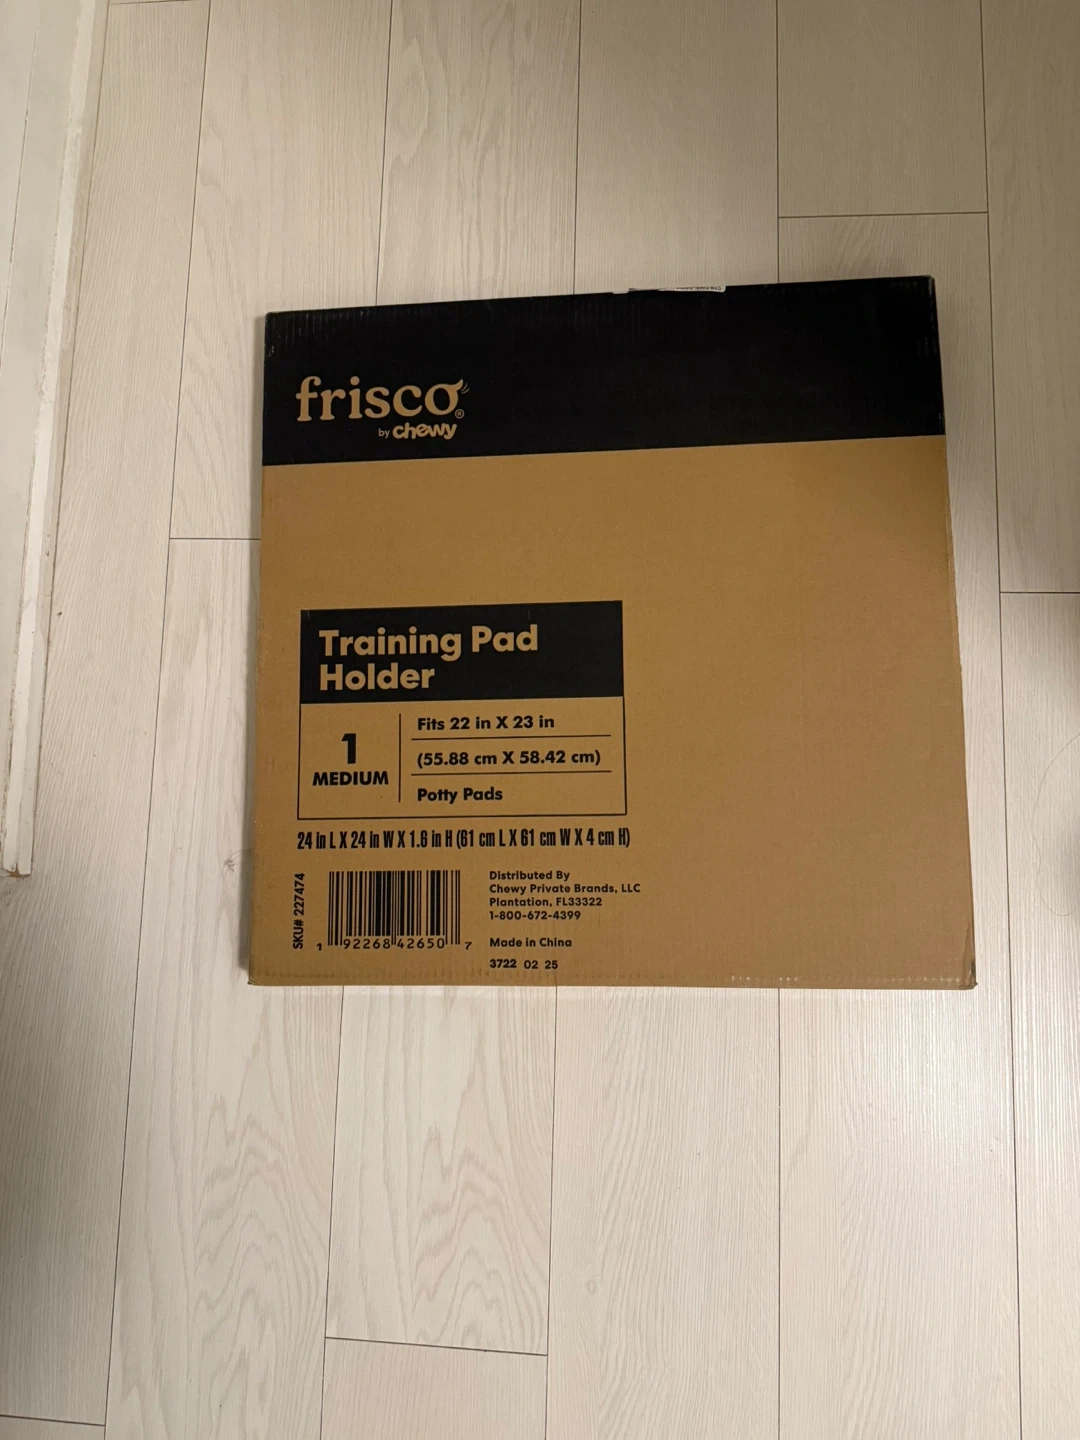 frisco®
by chewy
Training Pad
Holder
1
MEDIUM
Fits 22 in X 23 in
(55.88 cm X 58.42 cm)
Potty Pads
24 in L X 24 in W X 1.6 in H (61 cm L X 61 cm W X 4 cm H)
SKU# 227474
1 92268 42650 7
Distributed By
Chewy Private Brands, LLC
Plantation, FL33322
1-800-672-4399
Made in China
3722 02 25